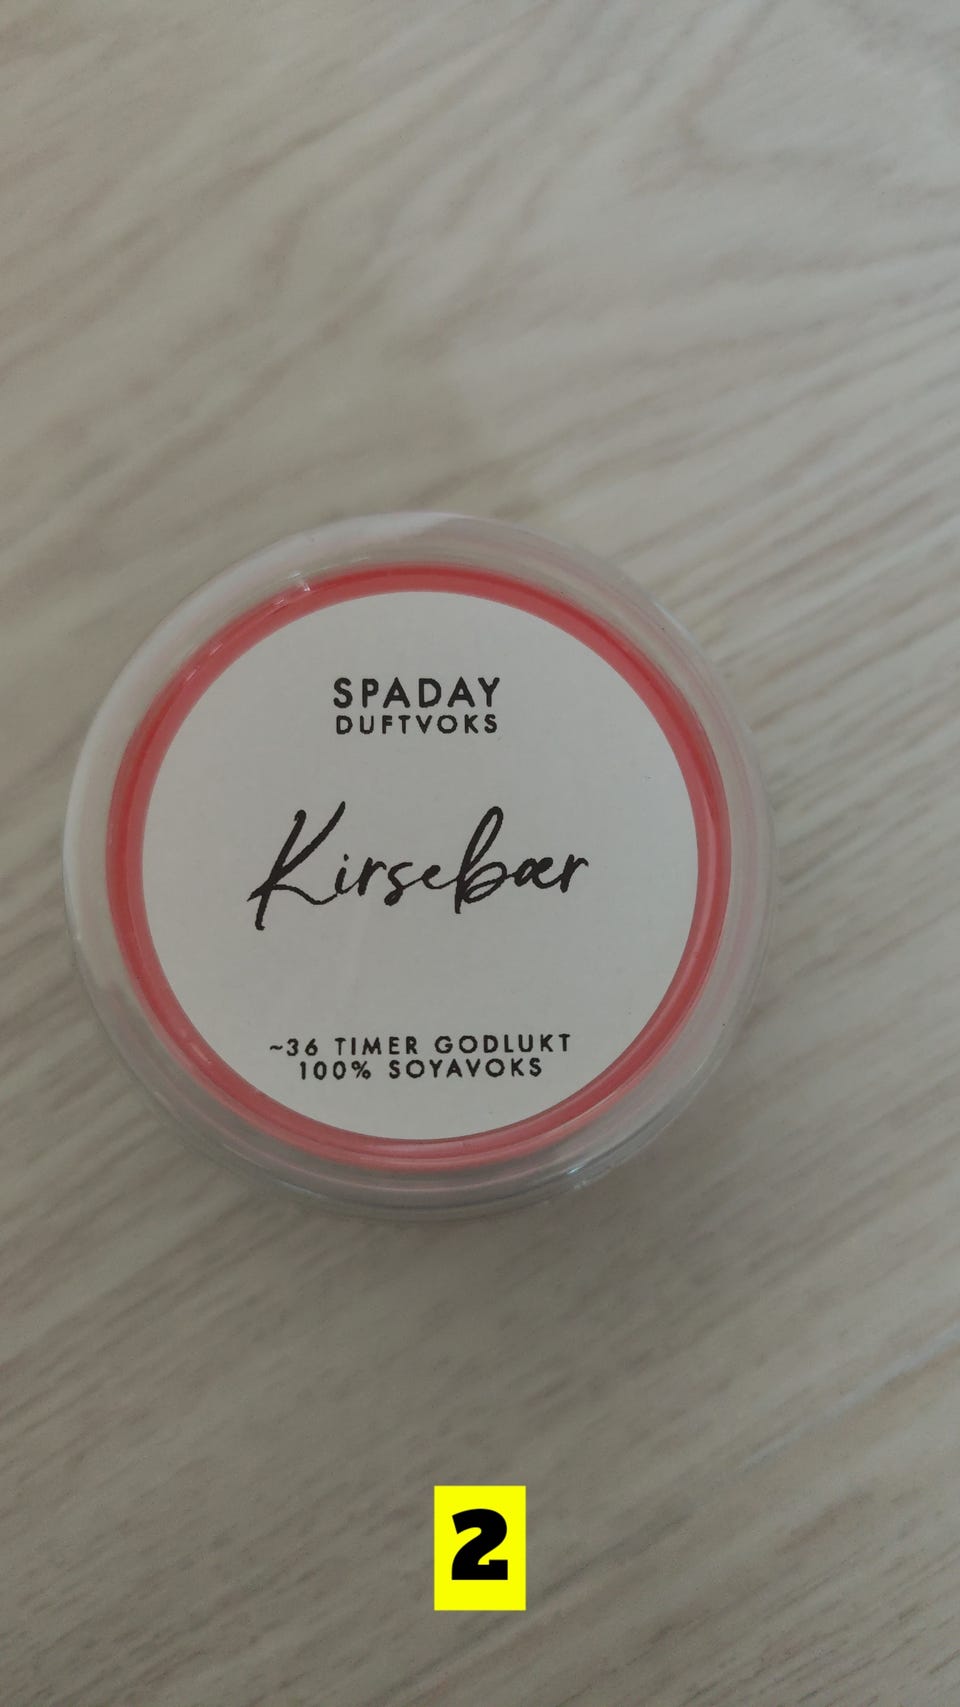 SPADAY
DUFTVOKS
Kirsebær
~36 TIMER GODLUKT
100% SOYAVOKS
2